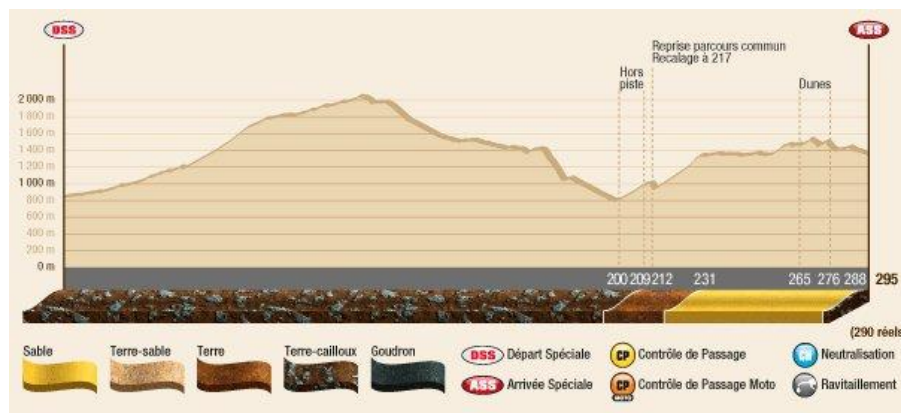 DSS
ASS
Reprise parcours commun
Recalage à 217
Hors
piste
Dunes
2 000 m
1 800 m
1 600 m
1 400 m
1 200 m
1 000 m
800 m
600 m
400 m
200 m
0 m
200 209 212 231 265 276 288 295
(290 réels
Sable Terre-sable Terre Terre-cailloux Goudron
DSS Départ Spéciale
CP Contrôle de Passage
Neutralisation
ASS Arrivée Spéciale
CP MOTO Contrôle de Passage Moto
Ravitaillement